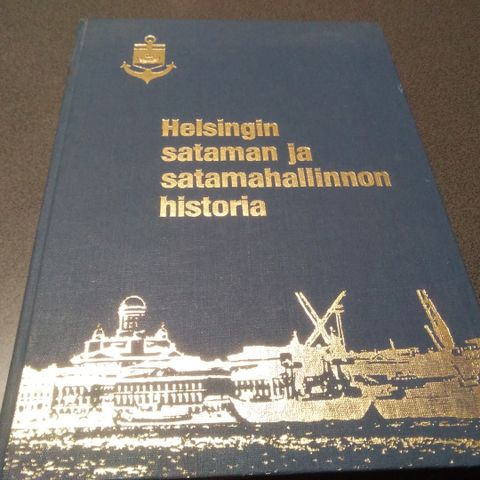 Helsingin
sataman ja
satamahallinnon
historia